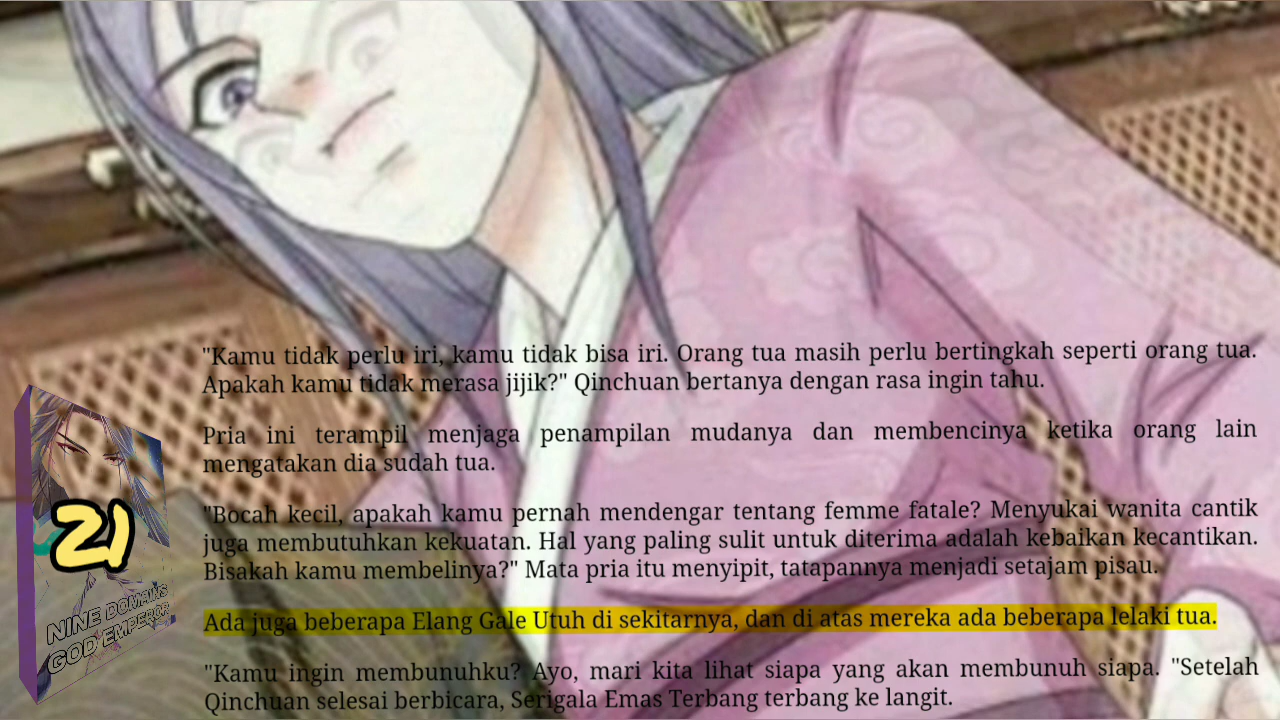 "Kamu tidak perlu iri, kamu tidak bisa iri. Orang tua masih perlu bertingkah seperti orang tua.
Apakah kamu tidak merasa jijik?" Qinchuan bertanya dengan rasa ingin tahu.
Pria ini terampil menjaga penampilan mudanya dan membencinya ketika orang lain
mengatakan dia sudah tua.
"Bocah kecil, apakah kamu pernah mendengar tentang femme fatale? Menyukai wanita cantik
juga membutuhkan kekuatan. Hal yang paling sulit untuk diterima adalah kebaikan kecantikan.
Bisakah kamu membelinya?" Mata pria itu menyipit, tatapannya menjadi setajam pisau.
Ada juga beberapa Elang Gale Utuh di sekitarnya, dan di atas mereka ada beberapa lelaki tua.
"Kamu ingin membunuhku? Ayo, mari kita lihat siapa yang akan membunuh siapa. "Setelah
Qinchuan selesai berbicara, Serigala Emas Terbang terbang ke langit.
21
NINE DOMAINS
GOD EMPEROR